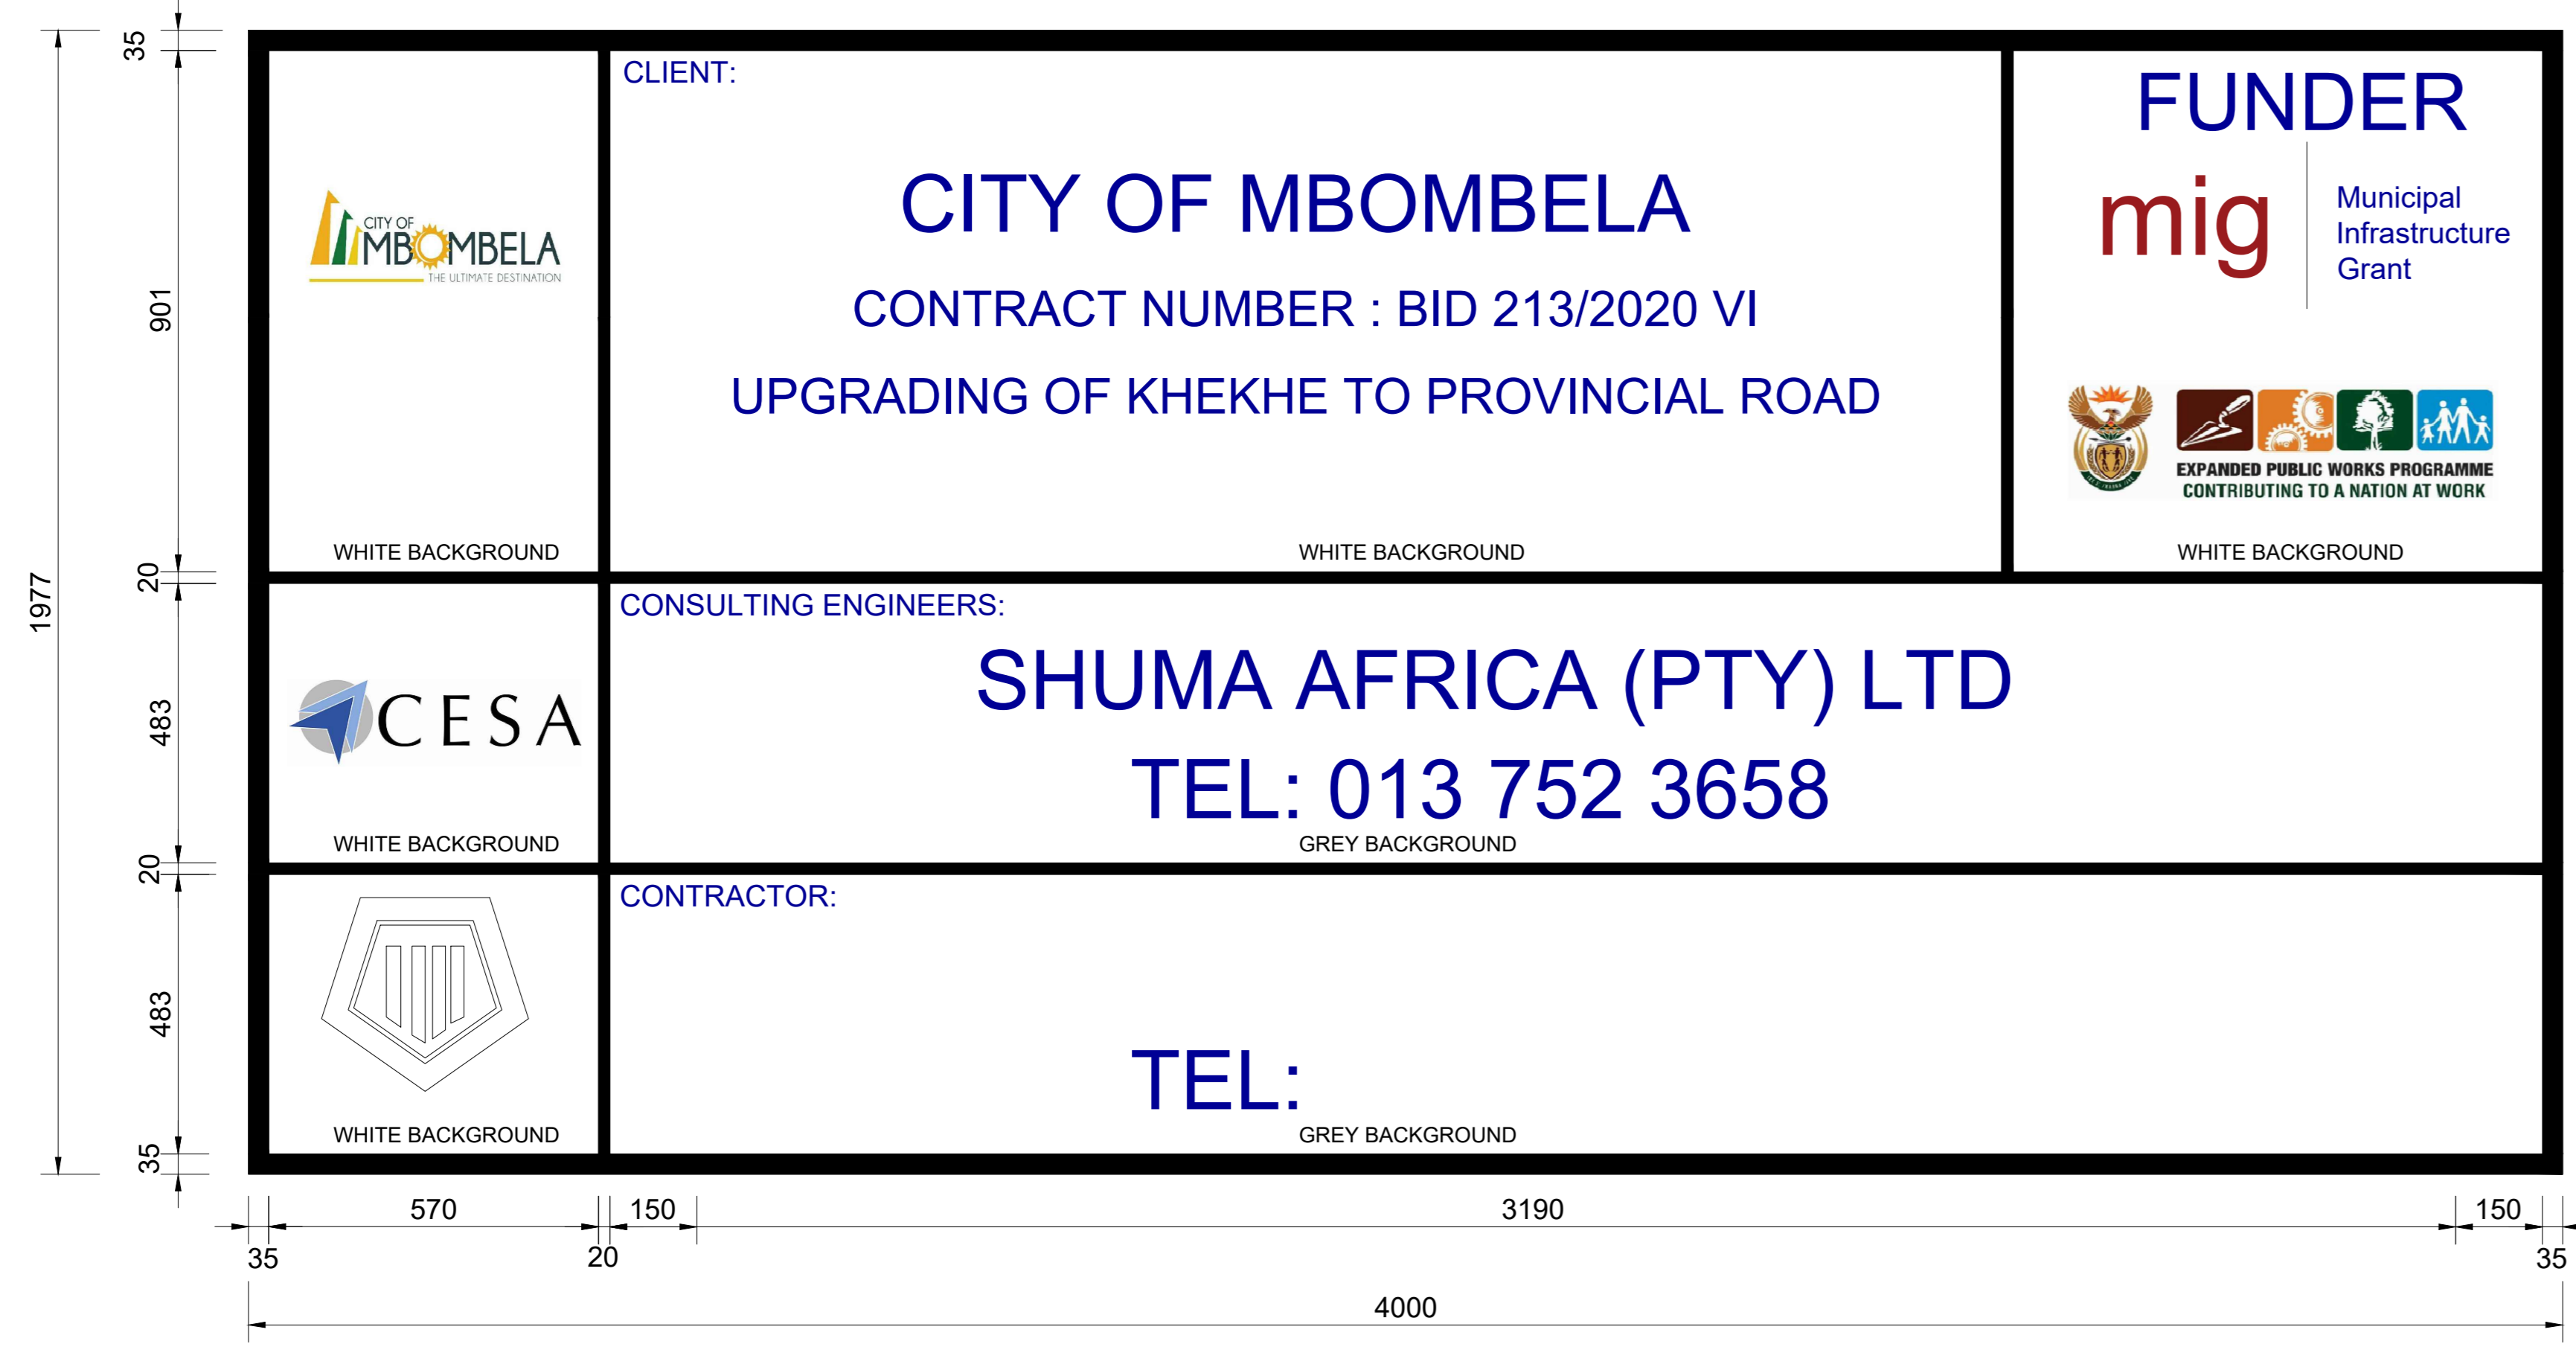 35
CLIENT:
FUNDER
CITY OF MBOMBELA
mig
Municipal
Infrastructure
Grant
CITY OF
MBOMBELA
THE ULTIMATE DESTINATION
901
CONTRACT NUMBER : BID 213/2020 VI
UPGRADING OF KHEKHE TO PROVINCIAL ROAD
EXPANDED PUBLIC WORKS PROGRAMME
CONTRIBUTING TO A NATION AT WORK
WHITE BACKGROUND
WHITE BACKGROUND
WHITE BACKGROUND
20
1977
CONSULTING ENGINEERS:
SHUMA AFRICA (PTY) LTD
CESA
483
TEL: 013 752 3658
WHITE BACKGROUND
GREY BACKGROUND
20
CONTRACTOR:
483
TEL:
WHITE BACKGROUND
GREY BACKGROUND
35
570
150
3190
150
35
20
35
4000